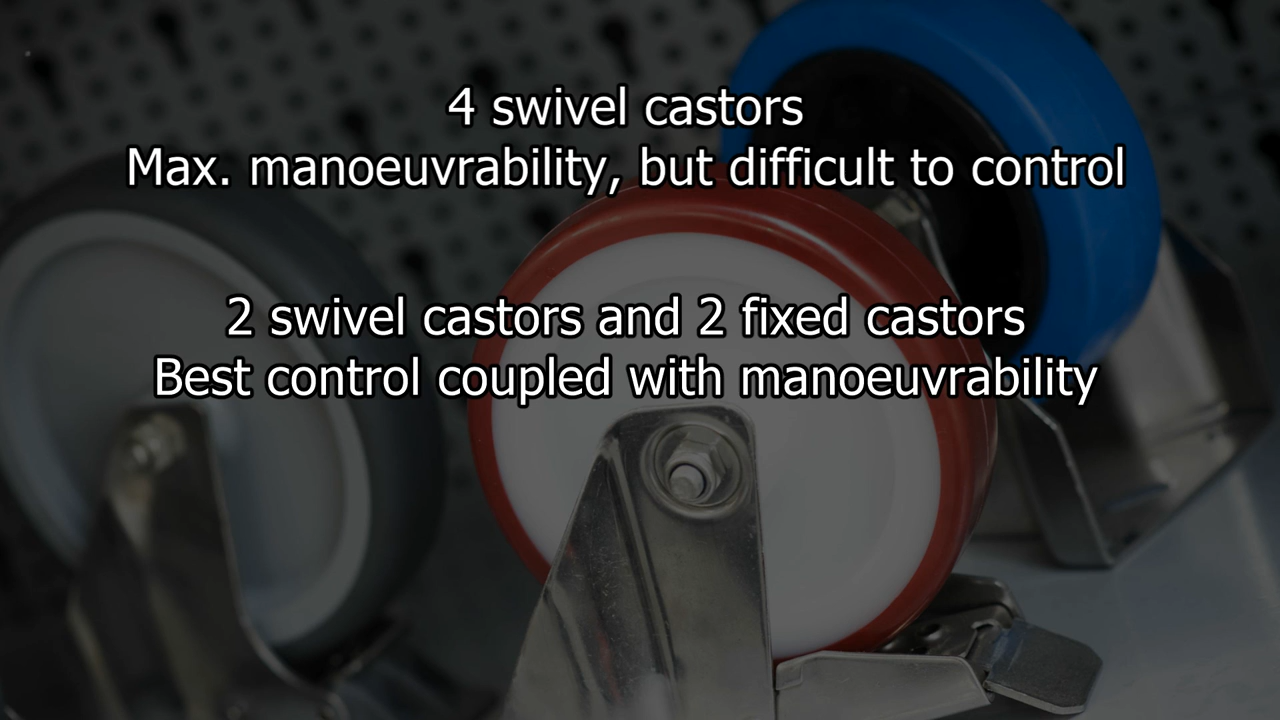 4 swivel castors
Max. manoeuvrability, but difficult to control
2 swivel castors and 2 fixed castors
Best control coupled with manoeuvrability